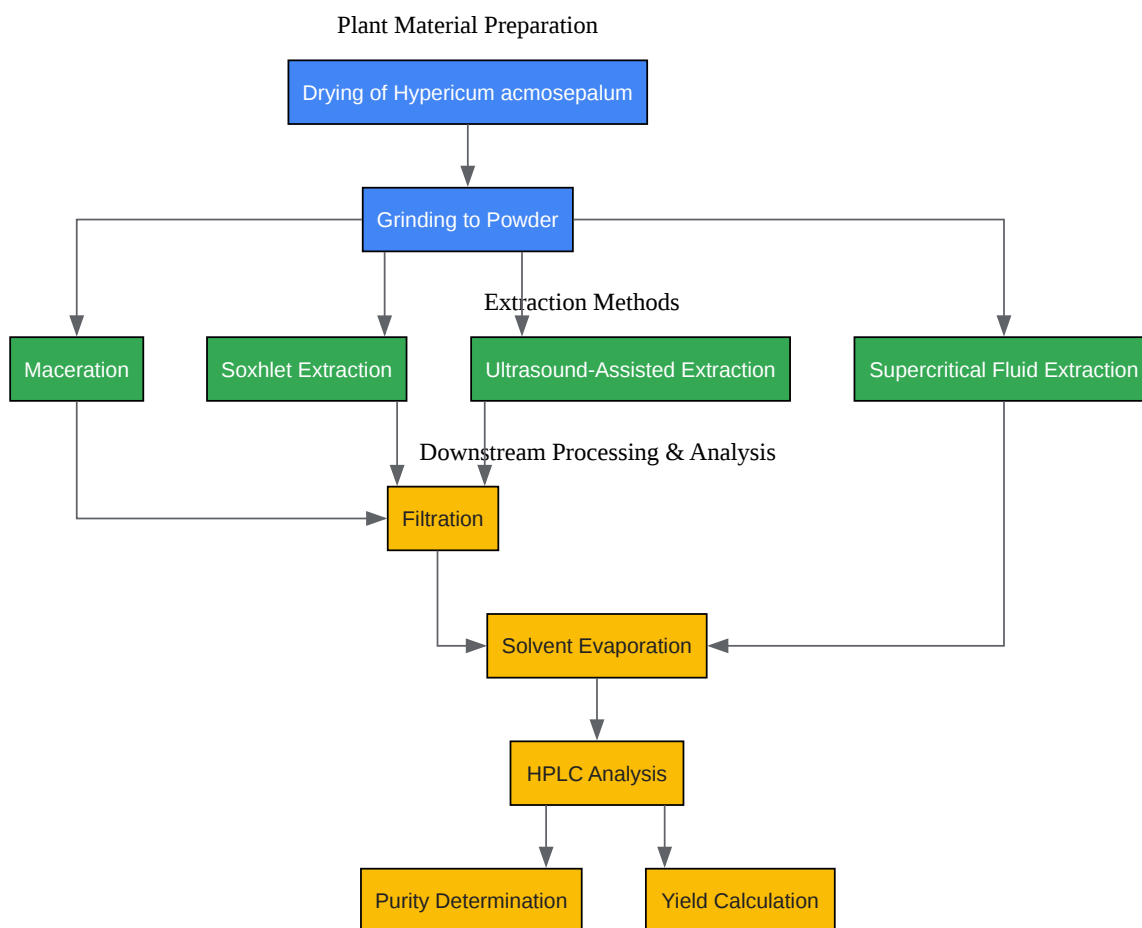 Plant Material Preparation
Drying of Hypericum acmosepalum
Grinding to Powder
Extraction Methods
Maceration
Soxhlet Extraction
Ultrasound-Assisted Extraction
Supercritical Fluid Extraction
Downstream Processing & Analysis
Filtration
Solvent Evaporation
HPLC Analysis
Purity Determination
Yield Calculation